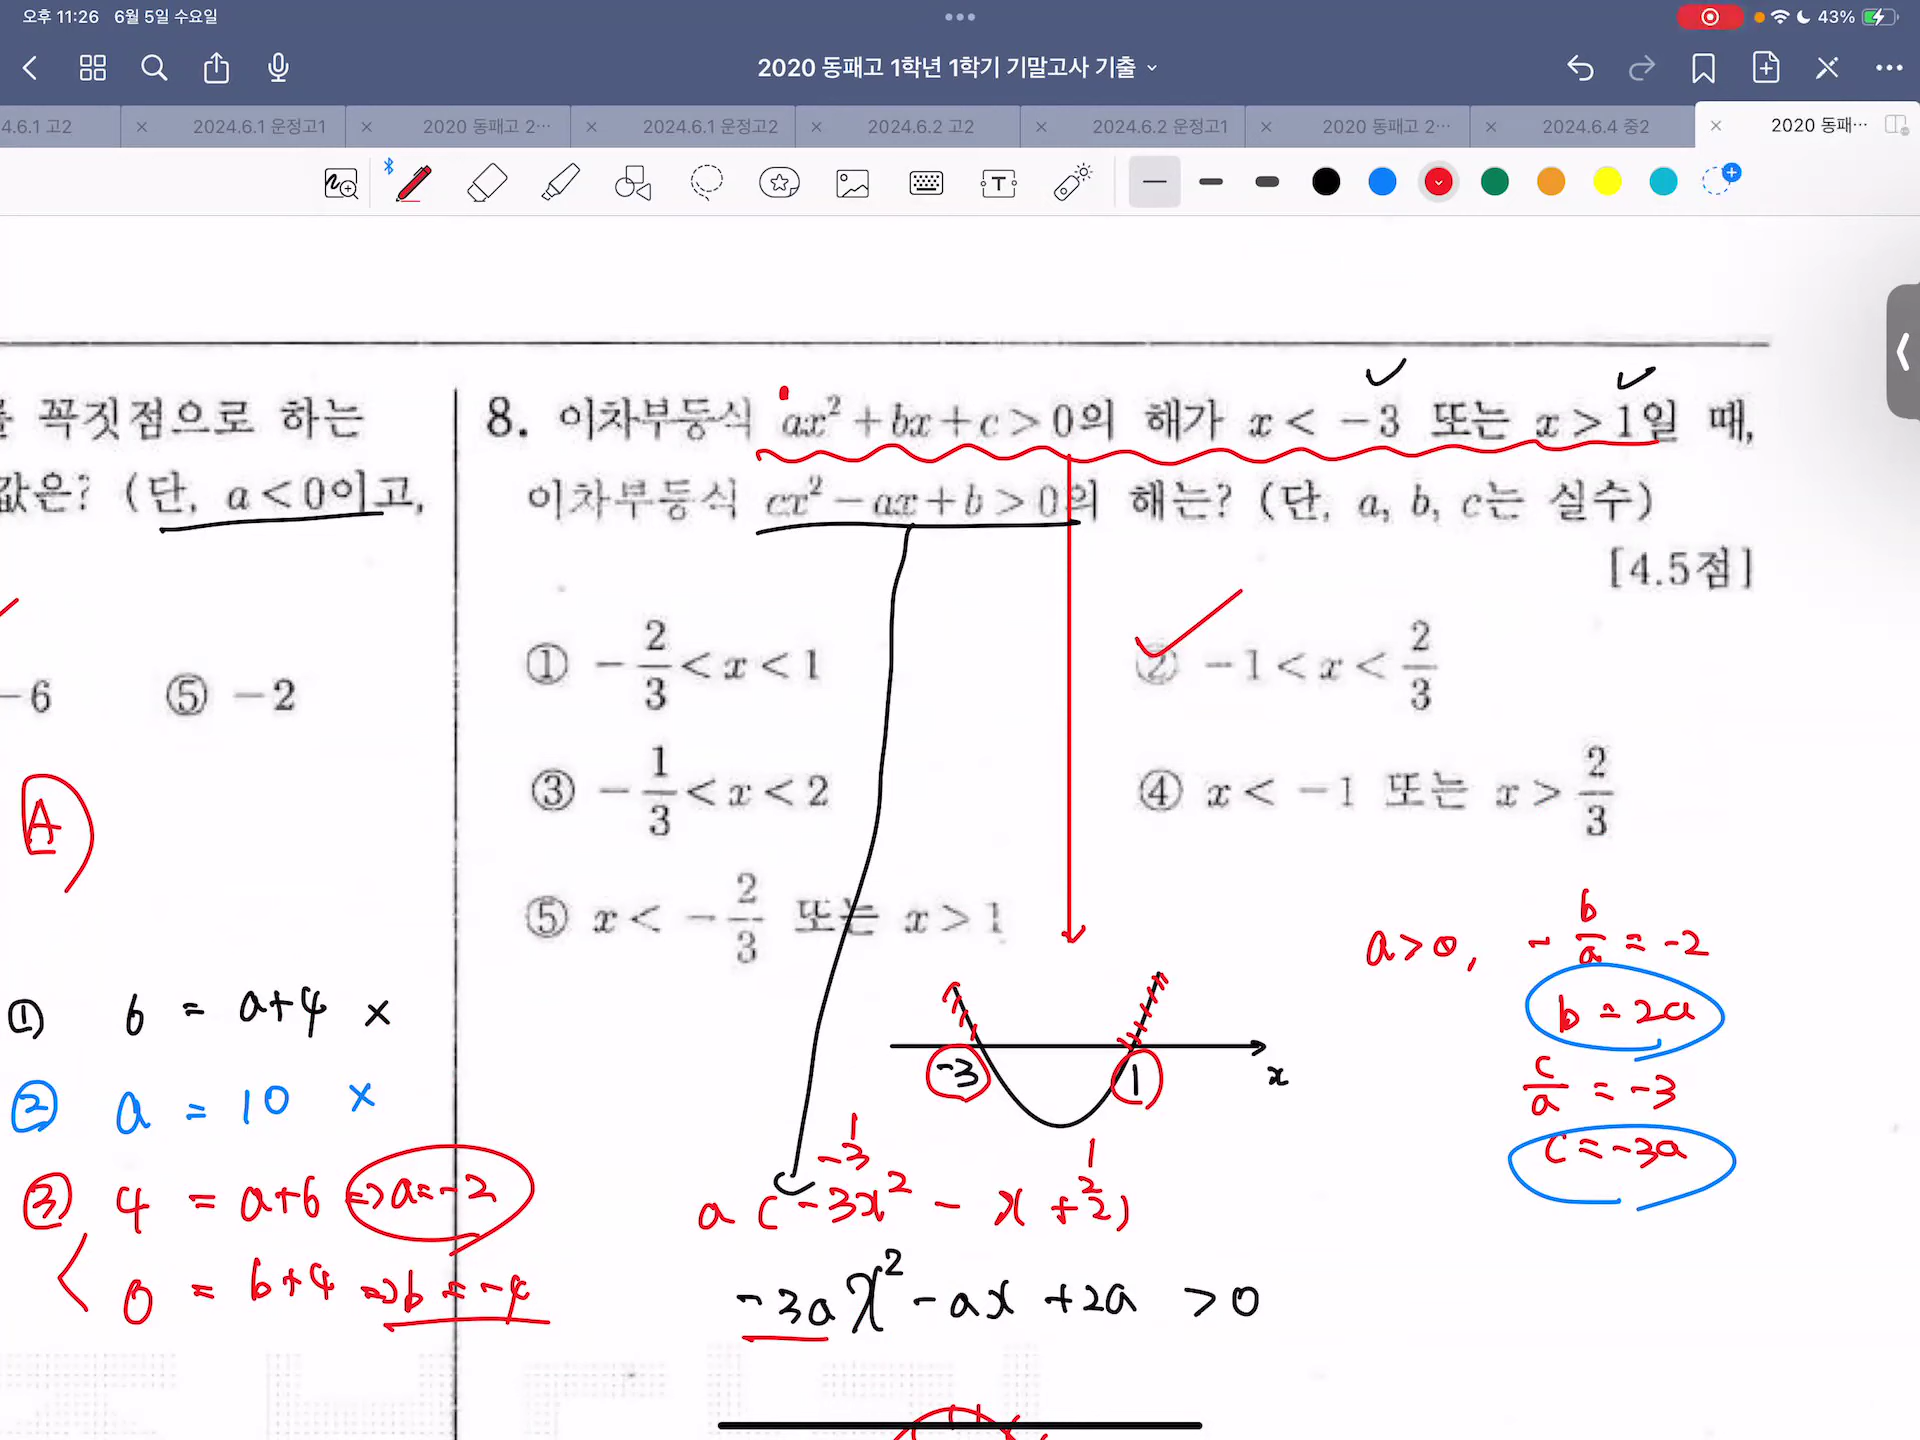 오후 11:26 6월 5일 수요일
43%
2020 동패고 1학년 1학기 기말고사 기출
4.6.1 고2
2024.6.1 운정고1
2020 동패고 2…
2024.6.1 운정고2
2024.6.2 고2
2024.6.2 운정고1
2020 동패고 2…
2024.6.4 중2
2020 동패…
를 꼭짓점으로 하는
값은? (단, a<0이고,
-6 ⑤ -2
A
① 6 = a+4 ×
② a = 10 ×
③ 4 = a+6 => a=-2
0 = b+4 => b=-4
8. 이차부등식 ax²+bx+c>0의 해가 x<-3 또는 x>1일 때,
이차부등식 cx²-ax+b>0의 해는? (단, a, b, c는 실수)
[4.5점]
① -2/3<x<1
② -1<x<2/3
③ -1/3<x<2
④ x<-1 또는 x>2/3
⑤ x<-2/3 또는 x>1
a>0, -b/a=-2
b=2a
c/a=-3
c=-3a
-3 1 x
1 1
-3 2
a(-3x²-x+2)
-3ax²-ax+2a >0